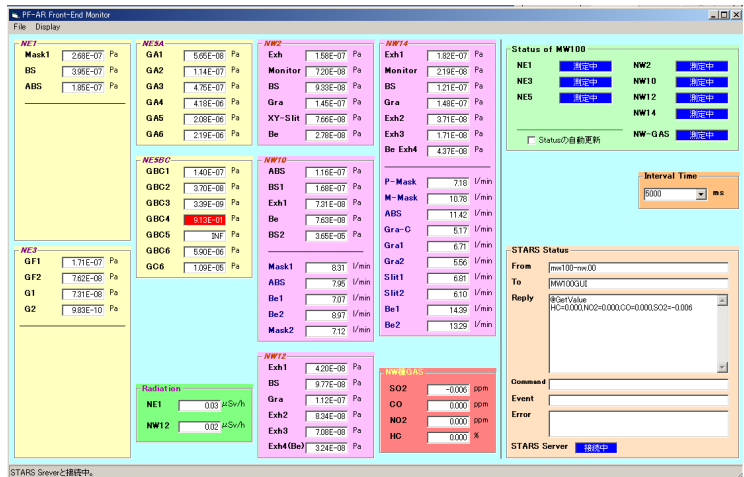 PF-AR Front-End Monitor
File Display
NE1
Mask1 2.68E-07 Pa
BS 3.95E-07 Pa
ABS 1.85E-07 Pa
NE3
GF1 1.71E-07 Pa
GF2 7.62E-08 Pa
G1 7.31E-08 Pa
G2 9.83E-10 Pa
NE5A
GA1 5.65E-08 Pa
GA2 1.14E-07 Pa
GA3 4.75E-07 Pa
GA4 4.18E-06 Pa
GA5 2.08E-06 Pa
GA6 2.19E-06 Pa
NE5BC
GBC1 1.40E-07 Pa
GBC2 3.70E-08 Pa
GBC3 3.39E-09 Pa
GBC4 9.13E-01 Pa
GBC5 INF Pa
GBC6 5.90E-06 Pa
GC6 1.09E-05 Pa
Radiation
NE1 0.03 μSv/h
NW12 0.02 μSv/h
NW2
Exh 1.58E-07 Pa
Monitor 7.20E-08 Pa
BS 9.33E-08 Pa
Gra 1.45E-07 Pa
XY-Slit 7.66E-08 Pa
Be 2.78E-08 Pa
NW10
ABS 1.16E-07 Pa
BS1 1.68E-07 Pa
Exh1 7.31E-08 Pa
Be 7.63E-08 Pa
BS2 3.65E-05 Pa
Mask1 8.31 l/min
ABS 7.95 l/min
Be1 7.07 l/min
Be2 8.97 l/min
Mask2 7.12 l/min
NW12
Exh1 4.20E-08 Pa
BS 9.77E-08 Pa
Gra 1.12E-07 Pa
Exh2 8.34E-08 Pa
Exh3 7.08E-08 Pa
Exh4(Be) 3.24E-08 Pa
NW14
Exh1 1.82E-07 Pa
Monitor 2.19E-08 Pa
BS 1.21E-07 Pa
Gra 1.48E-07 Pa
Exh2 3.71E-08 Pa
Exh3 1.71E-08 Pa
Be Exh4 4.37E-08 Pa
P-Mask 7.18 l/min
M-Mask 10.78 l/min
ABS 11.42 l/min
Gra-C 5.17 l/min
Gra1 6.71 l/min
Gra2 5.56 l/min
Slit1 6.81 l/min
Slit2 6.10 l/min
Be1 14.39 l/min
Be2 13.29 l/min
NW棟GAS
SO2 -0.006 ppm
CO 0.000 ppm
NO2 0.000 ppm
HC 0.000 %
Status of MW100
NE1 測定中 NW2 測定中
NE3 測定中 NW10 測定中
NE5 測定中 NW12 測定中
NW14 測定中
Statusの自動更新 NW-GAS 測定中
Interval Time
5000 ms
STARS Status
From mw100-nw.00
To MW100GUI
Reply @GetValue
HC=0.000,NO2=0.000,CO=0.000,SO2=-0.006
Command
Event
Error
STARS Server 接続中
STARS Sreverと接続中。